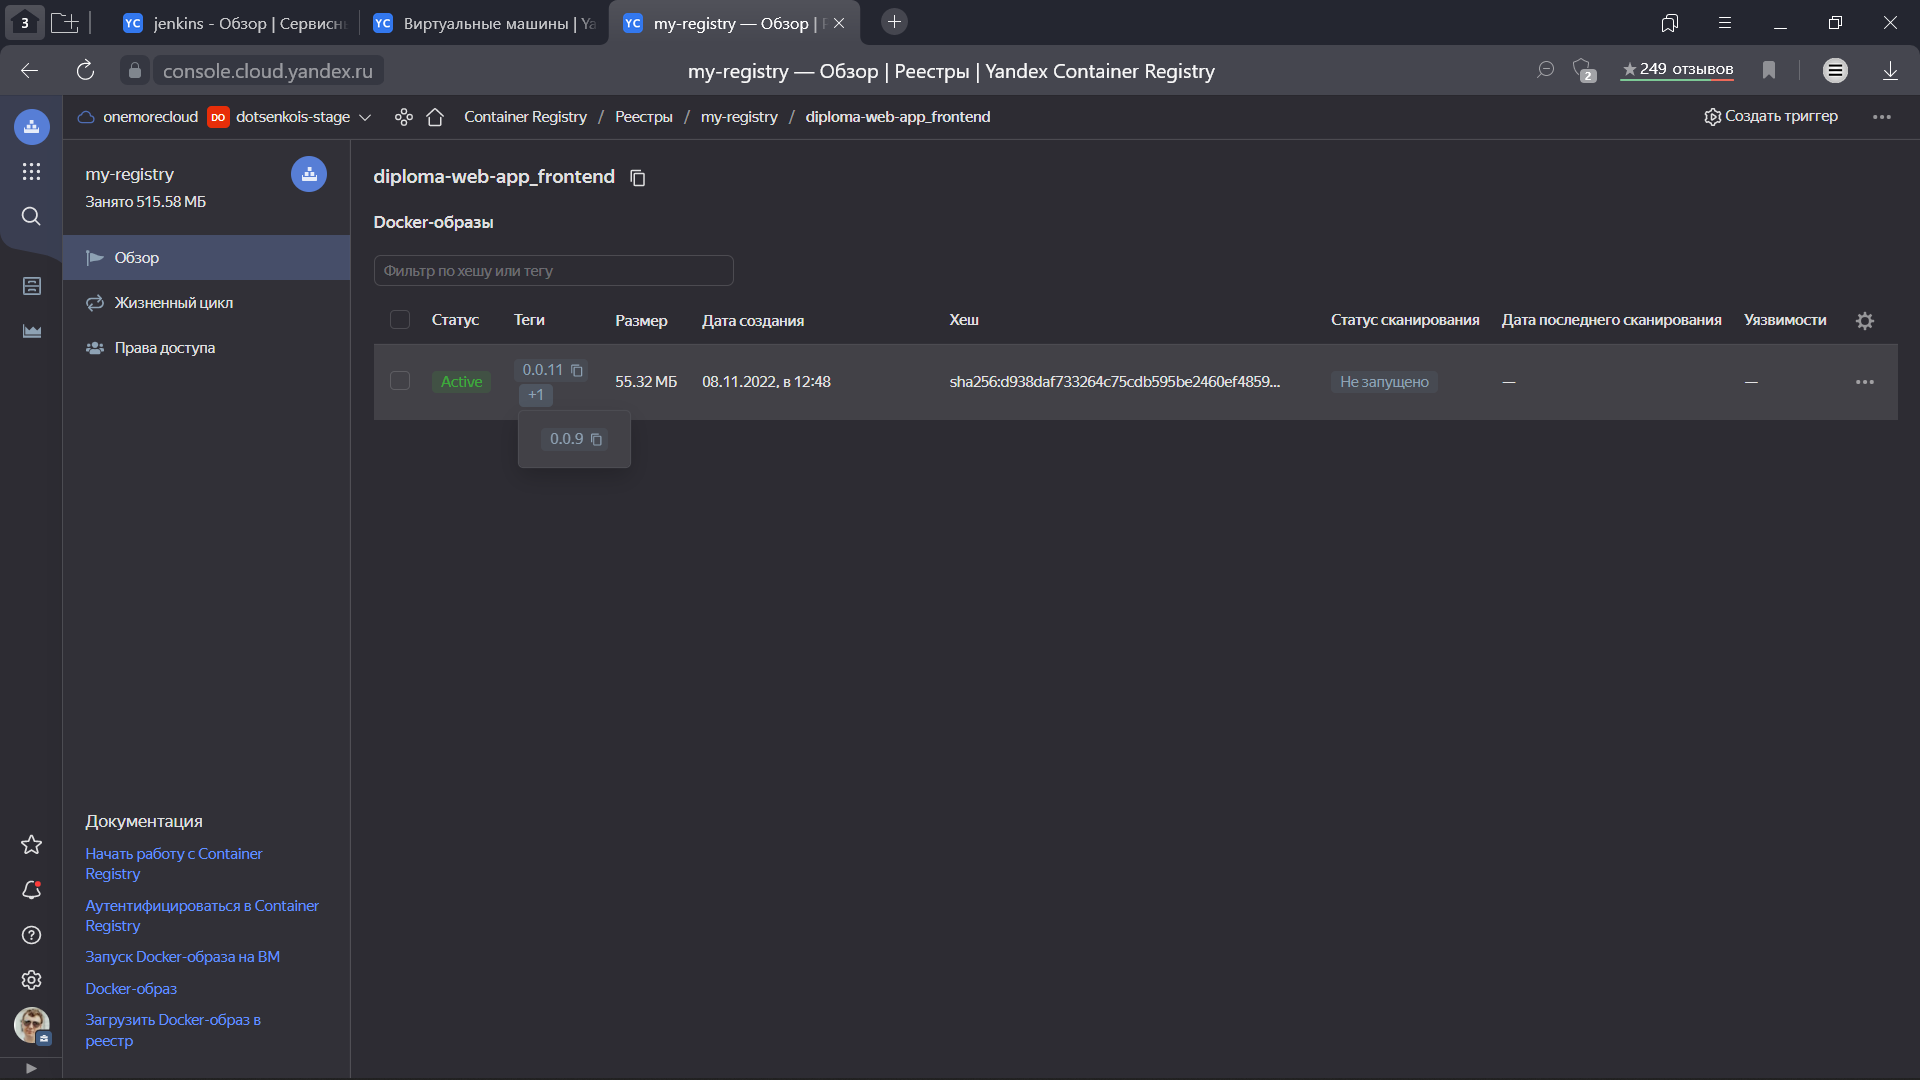 3
YC jenkins - Обзор | Сервисн
YC Виртуальные машины | Ya
YC my-registry — Обзор |
console.cloud.yandex.ru
my-registry — Обзор | Реестры | Yandex Container Registry
2
★249 отзывов
onemorecloud
DO dotsenkois-stage
Container Registry / Реестры / my-registry / diploma-web-app_frontend
Создать триггер
my-registry
Занято 515.58 МБ
Обзор
Жизненный цикл
Права доступа
diploma-web-app_frontend
Docker-образы
Фильтр по хешу или тегу
Статус Теги Размер Дата создания Хеш Статус сканирования Дата последнего сканирования Уязвимости
Active 0.0.11 55.32 МБ 08.11.2022, в 12:48 sha256:d938daf733264c75cdb595be2460ef4859... Не запущено — —
+1
0.0.9
Документация
Начать работу с Container
Registry
Аутентифицироваться в Container
Registry
Запуск Docker-образа на ВМ
Docker-образ
Загрузить Docker-образ в
реестр